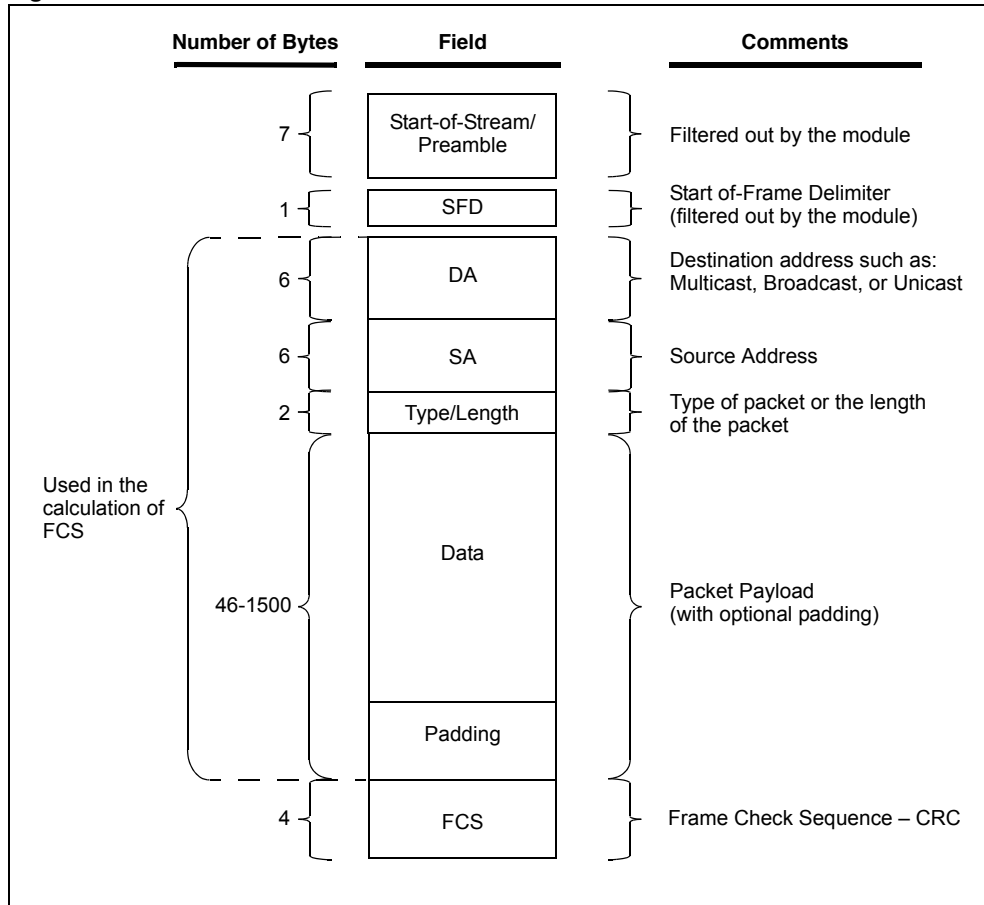 Number of Bytes Field Comments
7 Start-of-Stream/
Preamble Filtered out by the module
1 SFD Start of-Frame Delimiter
(filtered out by the module)
6 DA Destination address such as:
Multicast, Broadcast, or Unicast
6 SA Source Address
2 Type/Length Type of packet or the length
of the packet
Used in the
calculation of
FCS
Data
46-1500 Packet Payload
(with optional padding)
Padding
4 FCS Frame Check Sequence – CRC